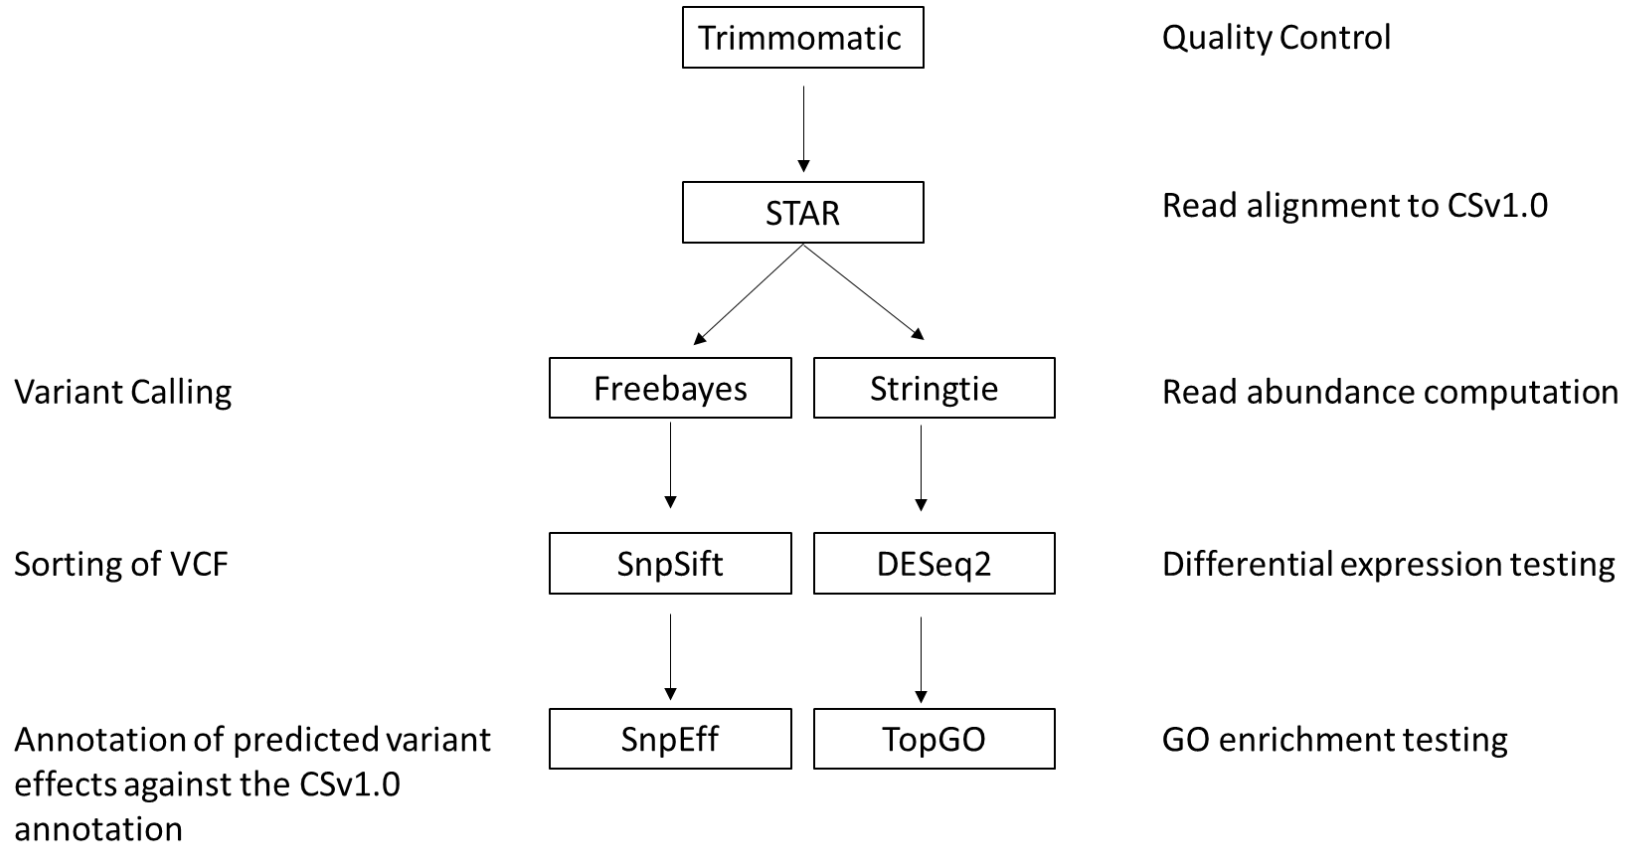 Trimmomatic
Quality Control
STAR
Read alignment to CSv1.0
Variant Calling
Freebayes
Stringtie
Read abundance computation
Sorting of VCF
SnpSift
DESeq2
Differential expression testing
Annotation of predicted variant
effects against the CSv1.0
annotation
SnpEff
TopGO
GO enrichment testing